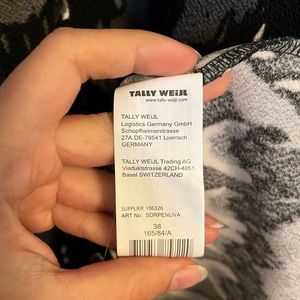 TALLY WEiJL
www.tally-weijl.com
TALLY WEIJL
Logistics Germany GmbH
Schopfheimerstrasse
27A DE-79541 Loerrach
GERMANY
TALLY WEIJL Trading AG
Viaduktstrasse 42CH-4051
Basel SWITZERLAND
SUPPLIER 106326
ART No. SDRPENUVA
38
165/84/A